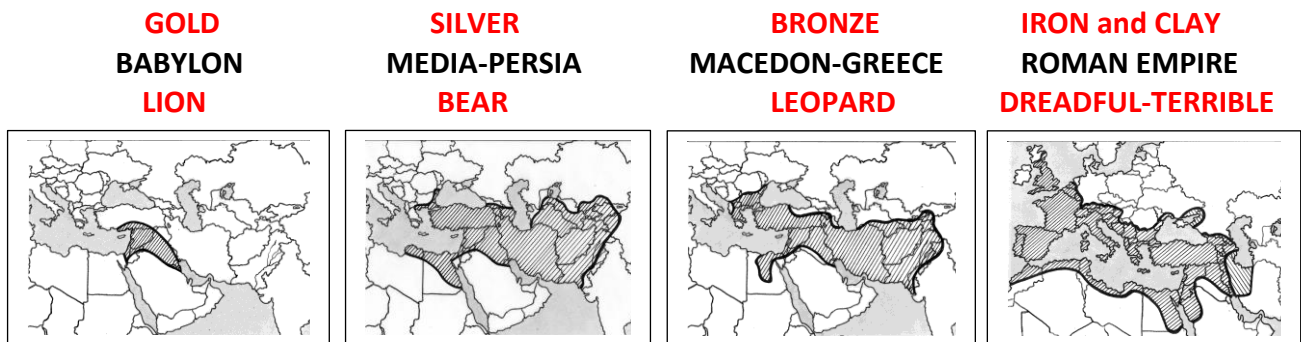 GOLD
BABYLON
LION
SILVER
MEDIA-PERSIA
BEAR
BRONZE
MACEDON-GREECE
LEOPARD
IRON and CLAY
ROMAN EMPIRE
DREADFUL-TERRIBLE